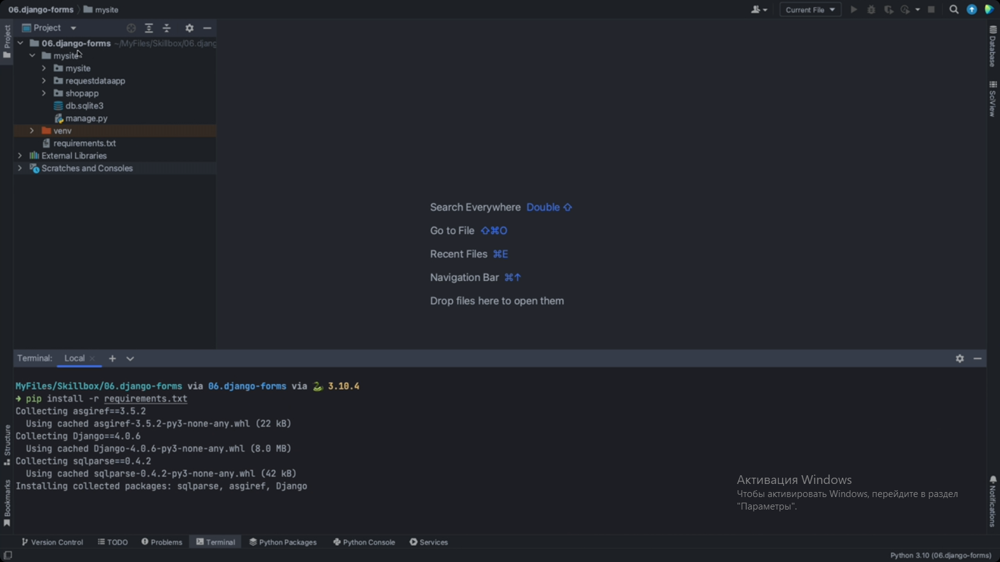 06.django-forms mysite
Current File
Project
Project
06.django-forms ~/MyFiles/Skillbox/06.djang
mysite
mysite
requestdataapp
shopapp
db.sqlite3
manage.py
venv
requirements.txt
External Libraries
Scratches and Consoles
Database
SciView
Search Everywhere Double ⇧
Go to File ⇧⌘O
Recent Files ⌘E
Navigation Bar ⌘↑
Drop files here to open them
Terminal: Local
MyFiles/Skillbox/06.django-forms via 06.django-forms via 🐍 3.10.4
➜ pip install -r requirements.txt
Collecting asgiref==3.5.2
Using cached asgiref-3.5.2-py3-none-any.whl (22 kB)
Collecting Django==4.0.6
Using cached Django-4.0.6-py3-none-any.whl (8.0 MB)
Collecting sqlparse==0.4.2
Using cached sqlparse-0.4.2-py3-none-any.whl (42 kB)
Installing collected packages: sqlparse, asgiref, Django
Structure
Bookmarks
Активация Windows
Чтобы активировать Windows, перейдите в раздел
"Параметры".
Notifications
Version Control TODO Problems Terminal Python Packages Python Console Services
Python 3.10 (06.django-forms)